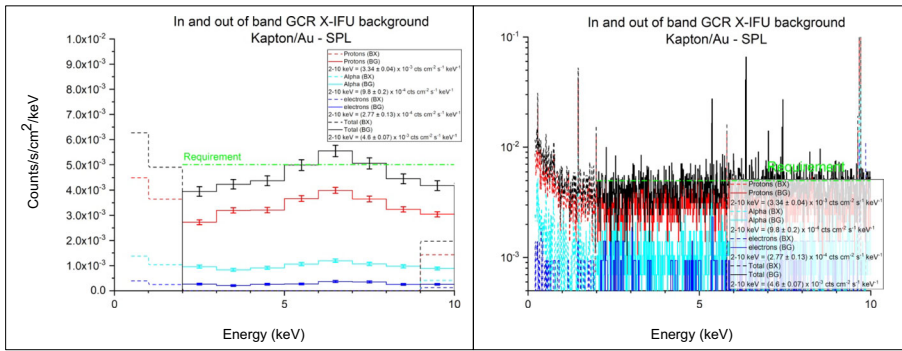 In and out of band GCR X-IFU background
Kapton/Au - SPL
1.0x10⁻²
9.0x10⁻³
8.0x10⁻³
7.0x10⁻³
6.0x10⁻³
5.0x10⁻³
4.0x10⁻³
3.0x10⁻³
2.0x10⁻³
1.0x10⁻³
0.0
Counts/s/cm²/keV
Protons (BX)
Protons (BG)
2-10 keV = (3.34 ± 0.04) x 10⁻³ cts cm⁻² s⁻¹ keV⁻¹
Alpha (BX)
Alpha (BG)
2-10 keV = (9.8 ± 0.2) x 10⁻⁴ cts cm⁻² s⁻¹ keV⁻¹
electrons (BX)
electrons (BG)
2-10 keV = (2.77 ± 0.13) x 10⁻⁴ cts cm⁻² s⁻¹ keV⁻¹
Total (BX)
Total (BG)
2-10 keV = (4.6 ± 0.07) x 10⁻³ cts cm⁻² s⁻¹ keV⁻¹
Requirement
0 5 10
Energy (keV)
In and out of band GCR X-IFU background
Kapton/Au - SPL
10⁻¹
10⁻²
10⁻³
Requirement
Protons (BX)
Protons (BG)
2-10 keV = (3.34 ± 0.04) x 10⁻³ cts cm⁻² s⁻¹ keV⁻¹
Alpha (BX)
Alpha (BG)
2-10 keV = (9.8 ± 0.2) x 10⁻⁴ cts cm⁻² s⁻¹ keV⁻¹
electrons (BX)
electrons (BG)
2-10 keV = (2.77 ± 0.13) x 10⁻⁴ cts cm⁻² s⁻¹ keV⁻¹
Total (BX)
Total (BG)
2-10 keV = (4.6 ± 0.07) x 10⁻³ cts cm⁻² s⁻¹ keV⁻¹
0 5 10
Energy (keV)